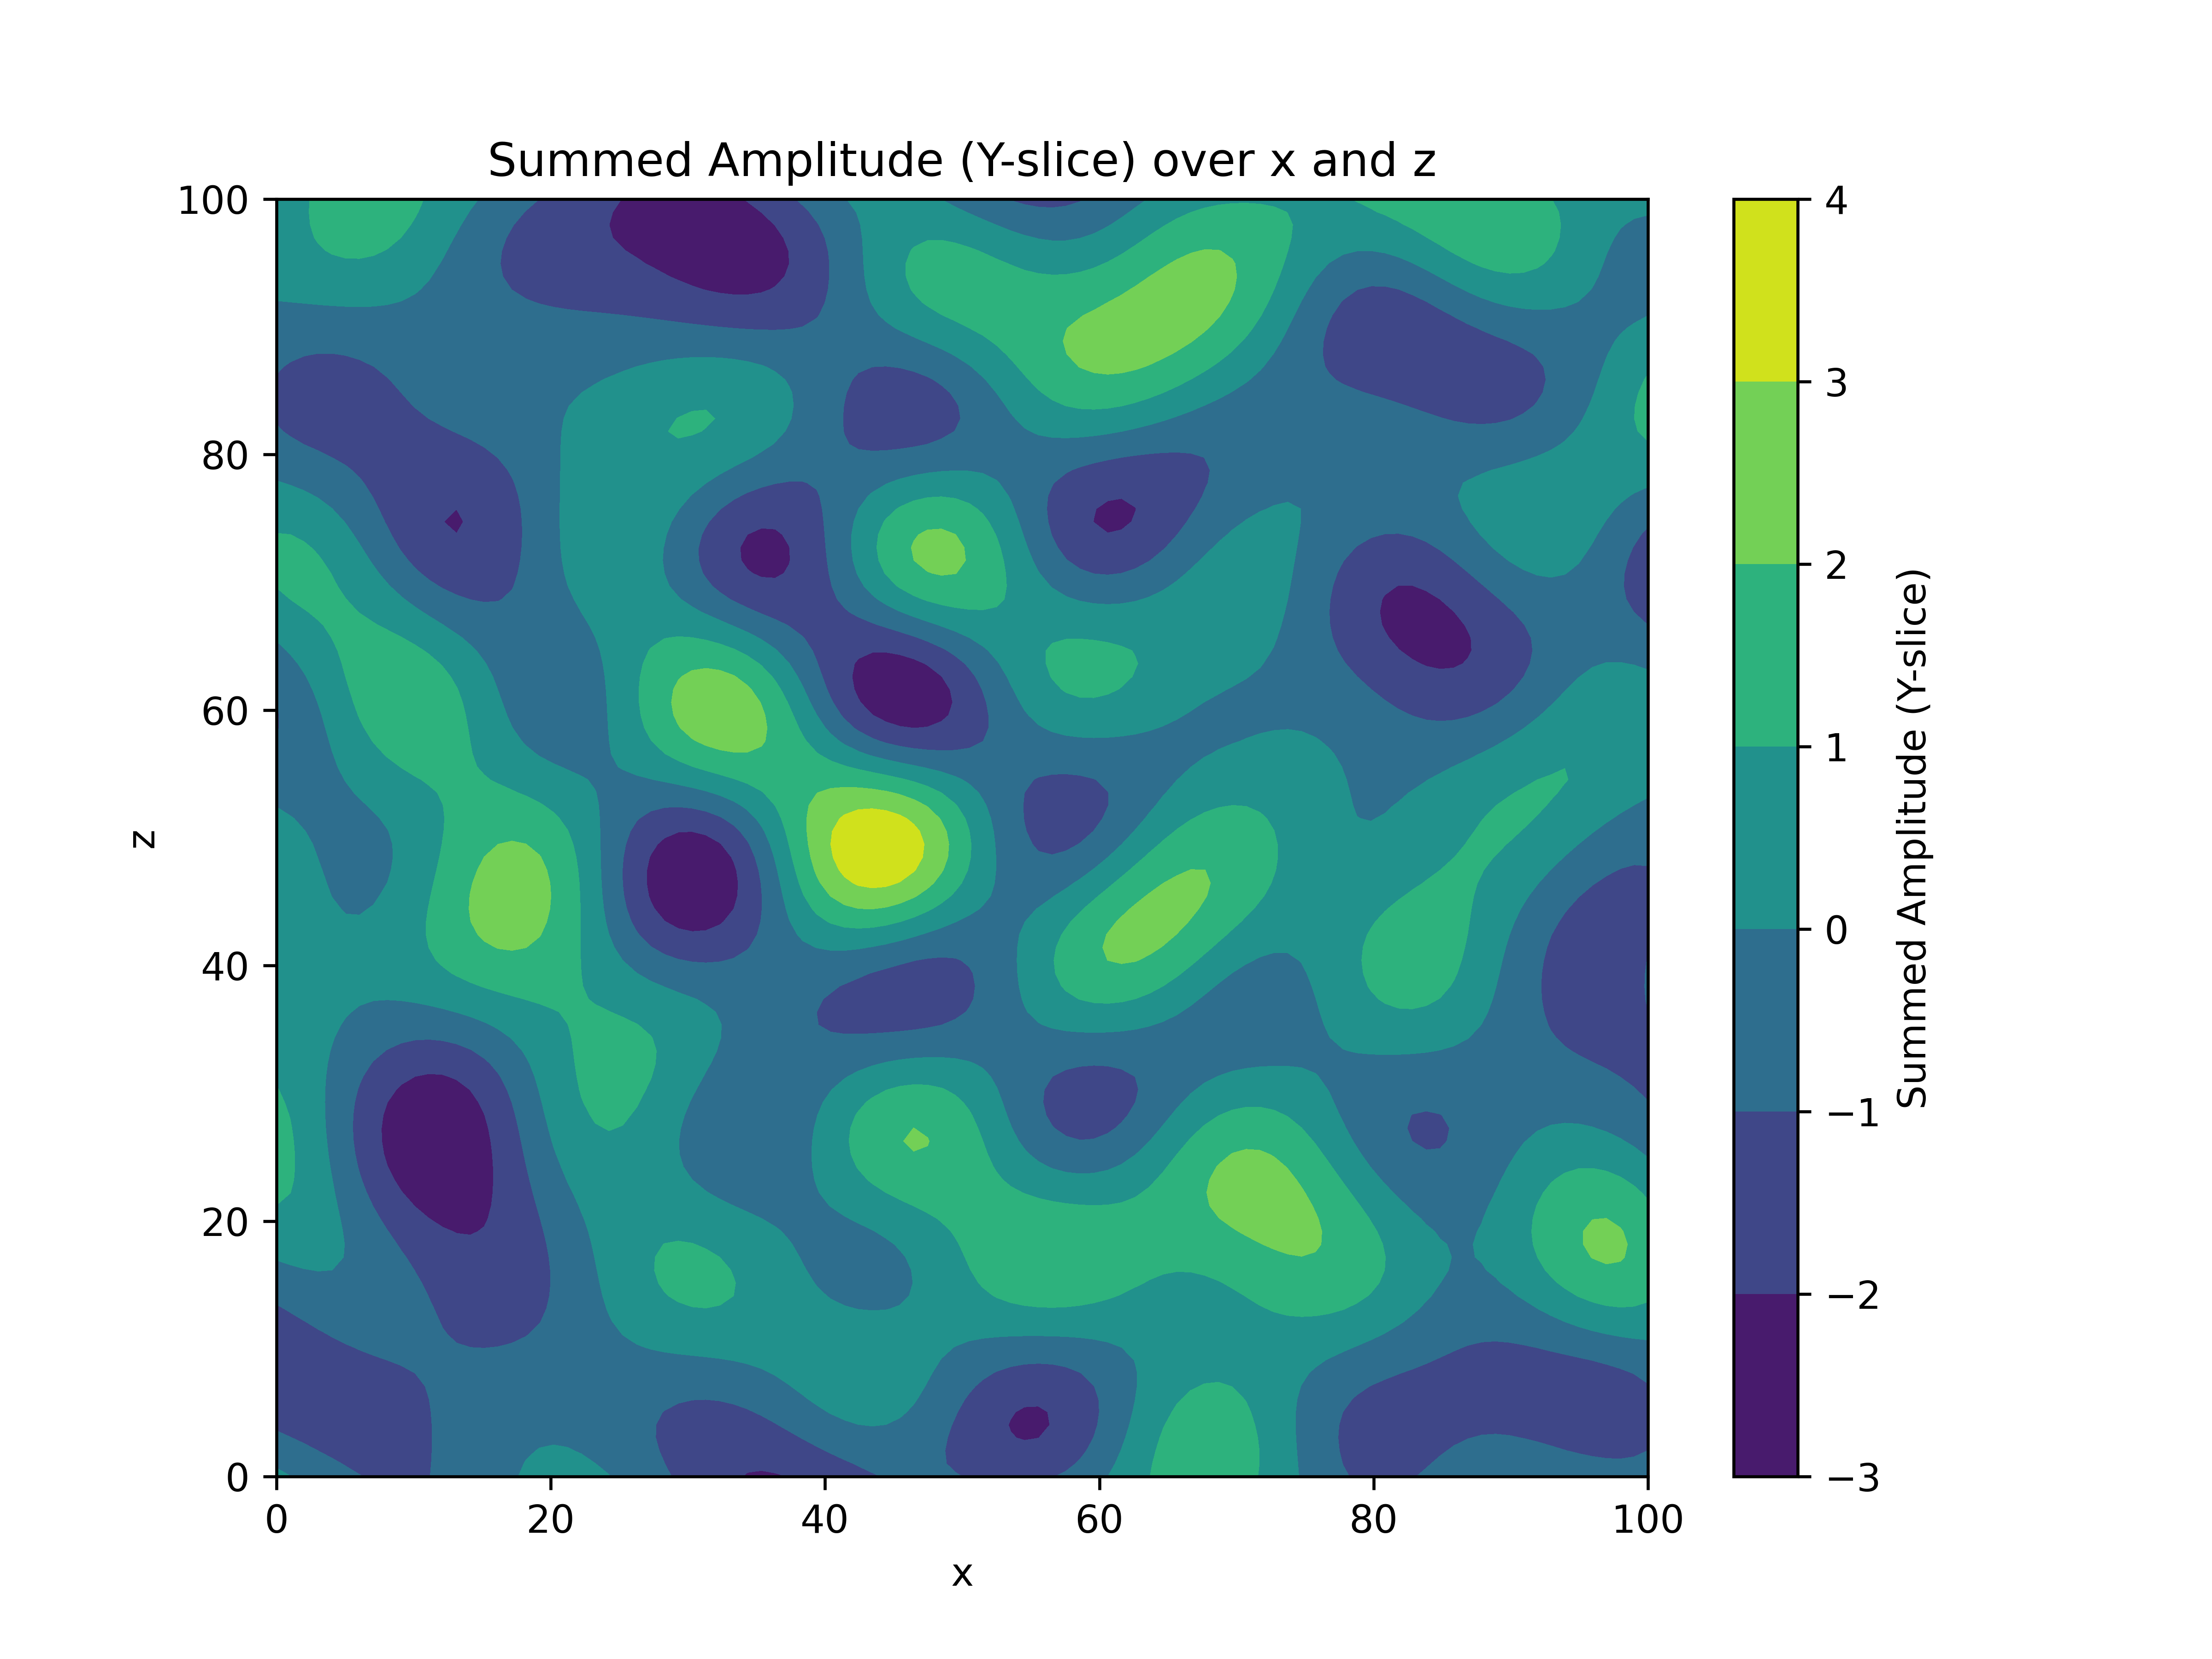 Summed Amplitude (Y-slice) over x and z
100
80
60
40
20
0
z
0 20 40 60 80 100
x
4
3
2
1
0
−1
−2
−3
Summed Amplitude (Y-slice)